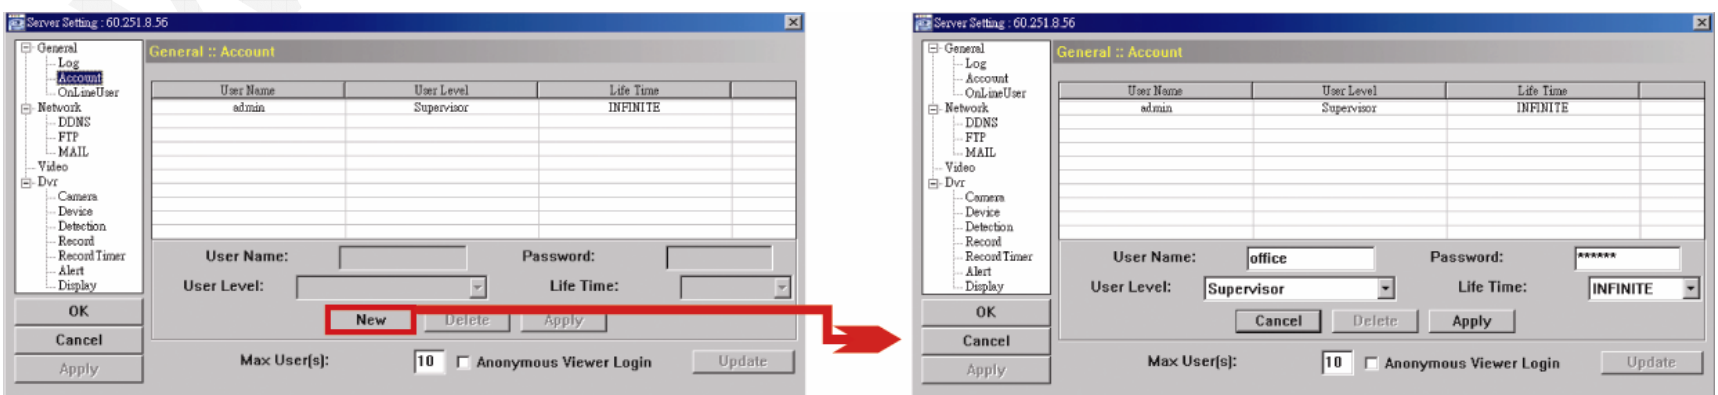 Server Setting : 60.251.8.56
General
Log
Account
OnLineUser
Network
DDNS
FTP
MAIL
Video
Dvr
Camera
Device
Detection
Record
RecordTimer
Alert
Display
OK
Cancel
Apply
General :: Account
User Name User Level Life Time
admin Supervisor INFINITE
User Name: Password:
User Level: Life Time:
New Delete Apply
Max User(s): 10 Anonymous Viewer Login Update
Server Setting : 60.251.8.56
General
Log
Account
OnLineUser
Network
DDNS
FTP
MAIL
Video
Dvr
Camera
Device
Detection
Record
RecordTimer
Alert
Display
OK
Cancel
Apply
General :: Account
User Name User Level Life Time
admin Supervisor INFINITE
User Name: office Password: ******
User Level: Supervisor Life Time: INFINITE
Cancel Delete Apply
Max User(s): 10 Anonymous Viewer Login Update